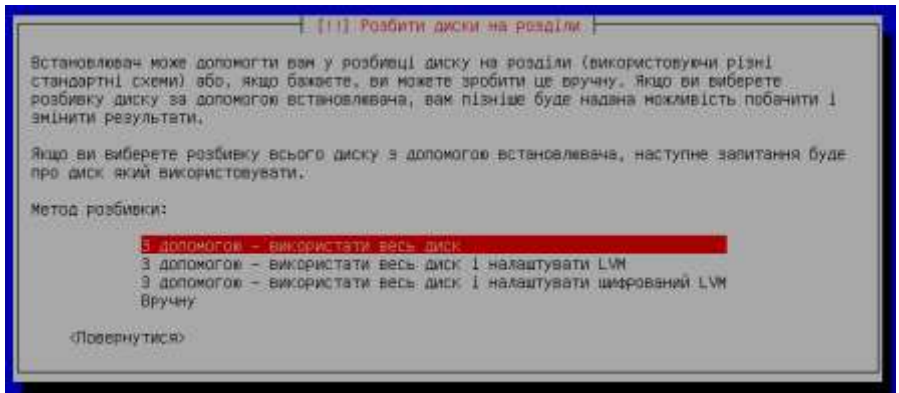 [!!] Розбити диски на розділи
Встановлювач може допомогти вам у розбивці диску на розділи (використовуючи різні
стандартні схеми) або, якщо бажаєте, ви можете зробити це вручну. Якщо ви виберете
розбивку диску за допомогою встановлювача, вам пізніше буде надана можливість побачити і
змінити результати.
Якщо ви виберете розбивку всього диску з допомогою встановлювача, наступне запитання буде
про диск який використовувати.
Метод розбивки:
З допомогою – використати весь диск
З допомогою – використати весь диск і налаштувати LVM
З допомогою – використати весь диск і налаштувати шифрований LVM
Вручну
<Повернутися>